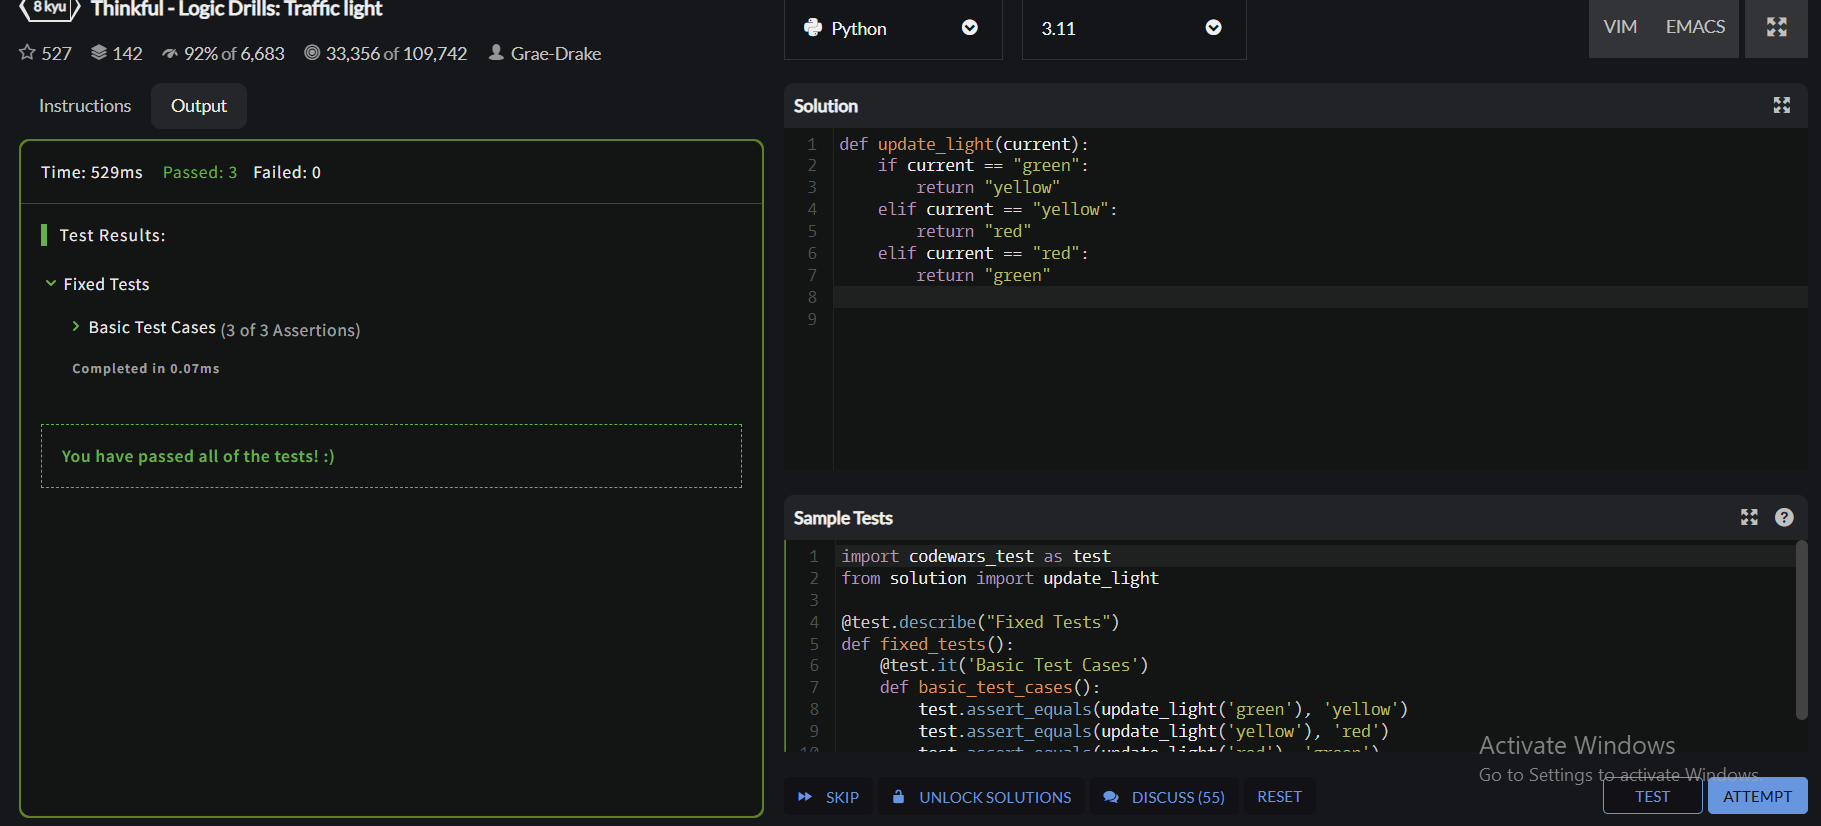 8 kyu Thinkful - Logic Drills: Traffic light
527 142 92% of 6,683 33,356 of 109,742 Grae-Drake
Instructions Output
Time: 529ms Passed: 3 Failed: 0
Test Results:
Fixed Tests
Basic Test Cases (3 of 3 Assertions)
Completed in 0.07ms
You have passed all of the tests! :)
Python 3.11 VIM EMACS
Solution
1 def update_light(current):
2     if current == "green":
3         return "yellow"
4     elif current == "yellow":
5         return "red"
6     elif current == "red":
7         return "green"
8
9
Sample Tests
1 import codewars_test as test
2 from solution import update_light
3
4 @test.describe("Fixed Tests")
5 def fixed_tests():
6     @test.it('Basic Test Cases')
7     def basic_test_cases():
8         test.assert_equals(update_light('green'), 'yellow')
9         test.assert_equals(update_light('yellow'), 'red')
10         test.assert_equals(update_light('red'), 'green')
Activate Windows
Go to Settings to activate Windows.
SKIP UNLOCK SOLUTIONS DISCUSS (55) RESET TEST ATTEMPT